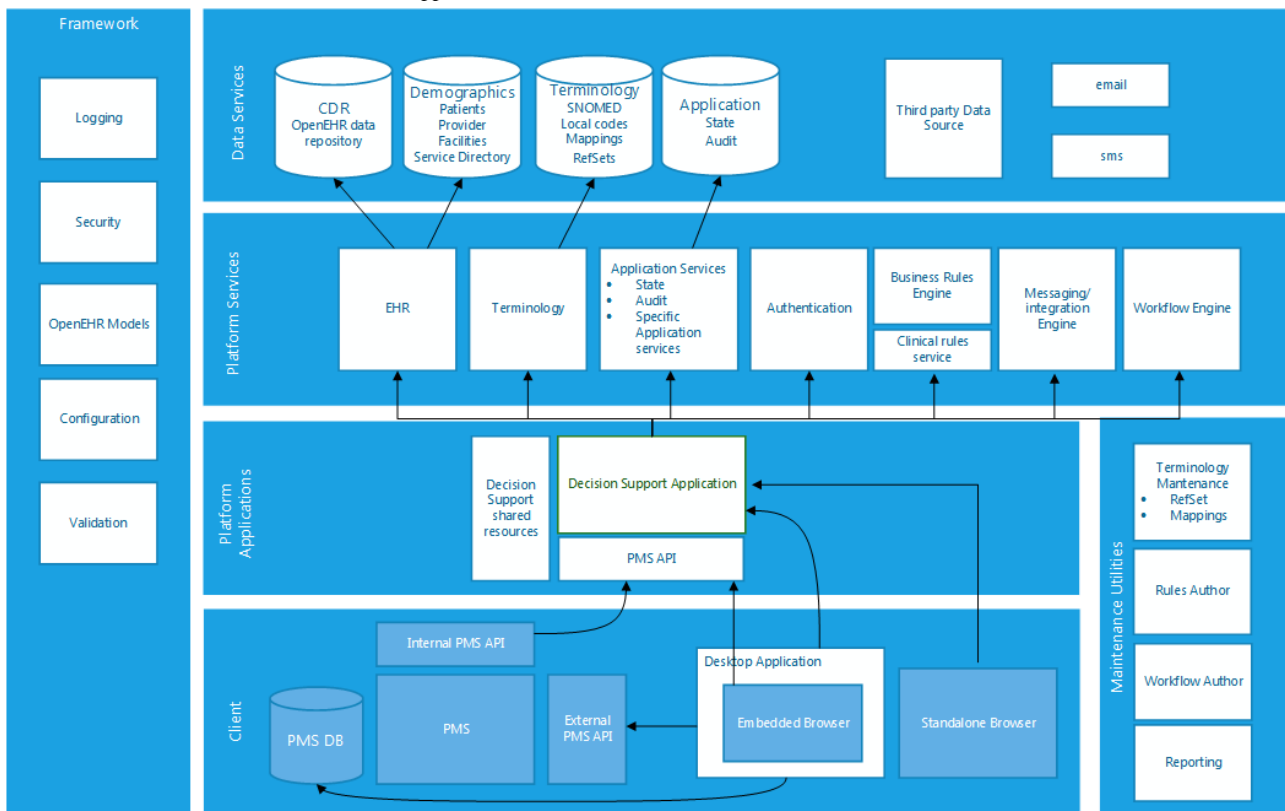 Framework
Logging
Security
OpenEHR Models
Configuration
Validation
Data Services
CDR
OpenEHR data
repository
Demographics
Patients
Provider
Facilities
Service Directory
Terminology
SNOMED
Local codes
Mappings
RefSets
Application
State
Audit
Third party Data
Source
email
sms
Platform Services
EHR
Terminology
Application Services
• State
• Audit
• Specific
Application
services
Authentication
Business Rules
Engine
Clinical rules
service
Messaging/
integration
Engine
Workflow Engine
Platform
Applications
Decision
Support
shared
resources
Decision Support Application
PMS API
Client
Internal PMS API
PMS DB
PMS
External
PMS API
Desktop Application
Embedded Browser
Standalone Browser
Maintenance Utilities
Terminology
Mantenance
• RefSet
• Mappings
Rules Author
Workflow Author
Reporting